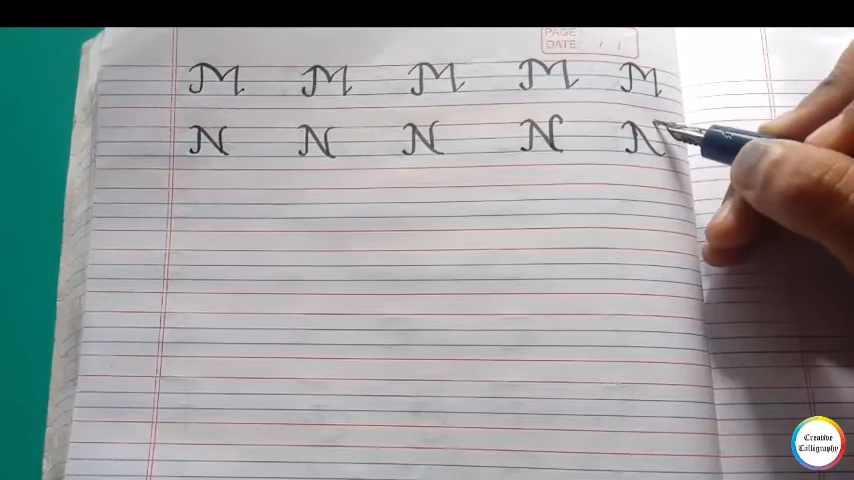 PAGE:
DATE: / /
M M M M M
N N N N N
Creative
Calligraphy